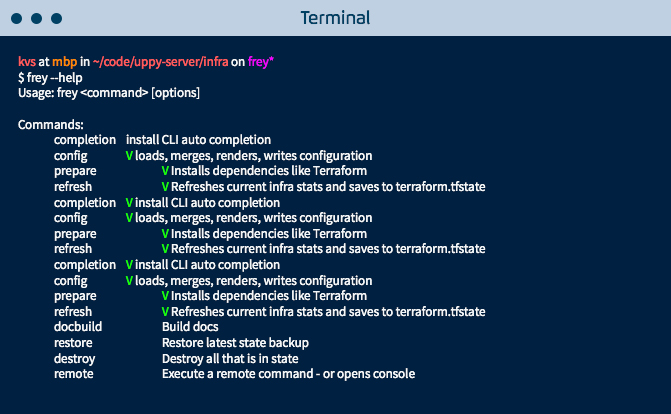 Terminal
kvs at mbp in ~/code/uppy-server/infra on frey*
$ frey --help
Usage: frey <command> [options]
Commands:
completion install CLI auto completion
config V loads, merges, renders, writes configuration
prepare V Installs dependencies like Terraform
refresh V Refreshes current infra stats and saves to terraform.tfstate
completion V install CLI auto completion
config V loads, merges, renders, writes configuration
prepare V Installs dependencies like Terraform
refresh V Refreshes current infra stats and saves to terraform.tfstate
completion V install CLI auto completion
config V loads, merges, renders, writes configuration
prepare V Installs dependencies like Terraform
refresh V Refreshes current infra stats and saves to terraform.tfstate
docbuild Build docs
restore Restore latest state backup
destroy Destroy all that is in state
remote Execute a remote command - or opens console